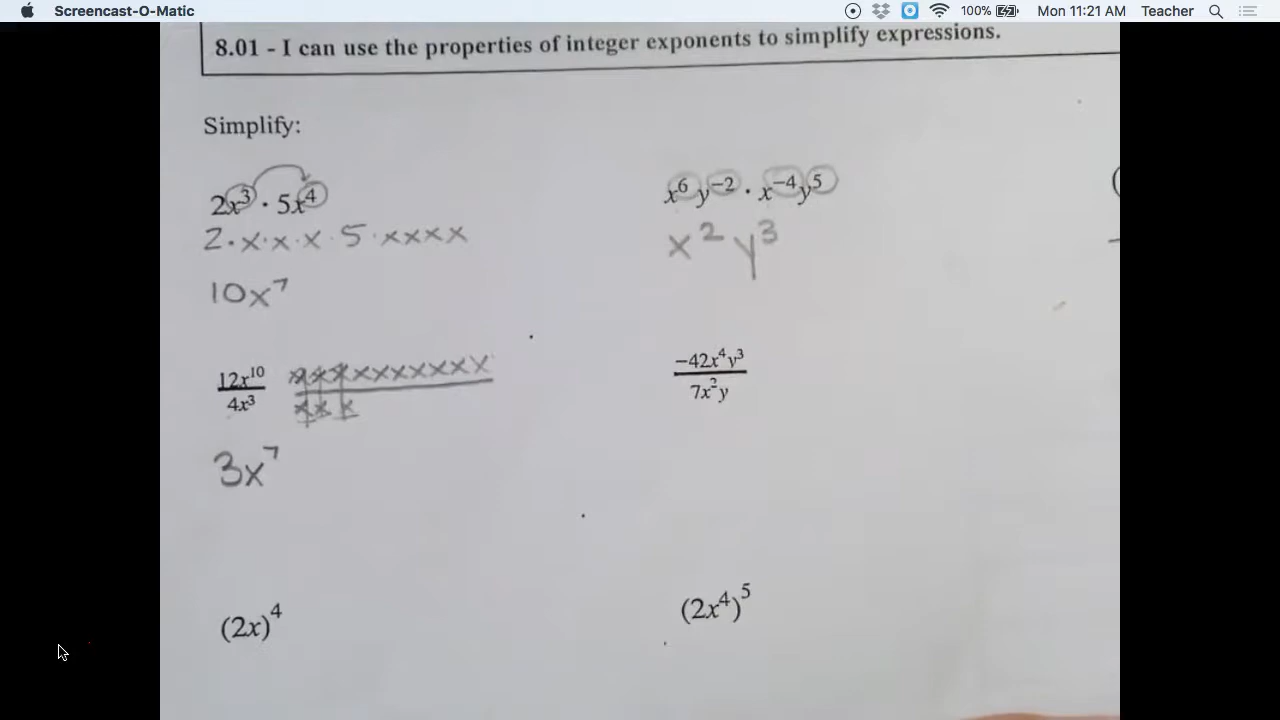 Screencast-O-Matic 100% Mon 11:21 AM Teacher
8.01 - I can use the properties of integer exponents to simplify expressions.
Simplify:
2x³ · 5x⁴
2·x·x·x·5·xxxx
10x⁷
x⁶y⁻² · x⁻⁴y⁵
x²y³
12x¹⁰/4x³ xxxxxxxxxx/xxx
3x⁷
−42x⁴y³/7x²y
(2x)⁴
(2x⁴)⁵